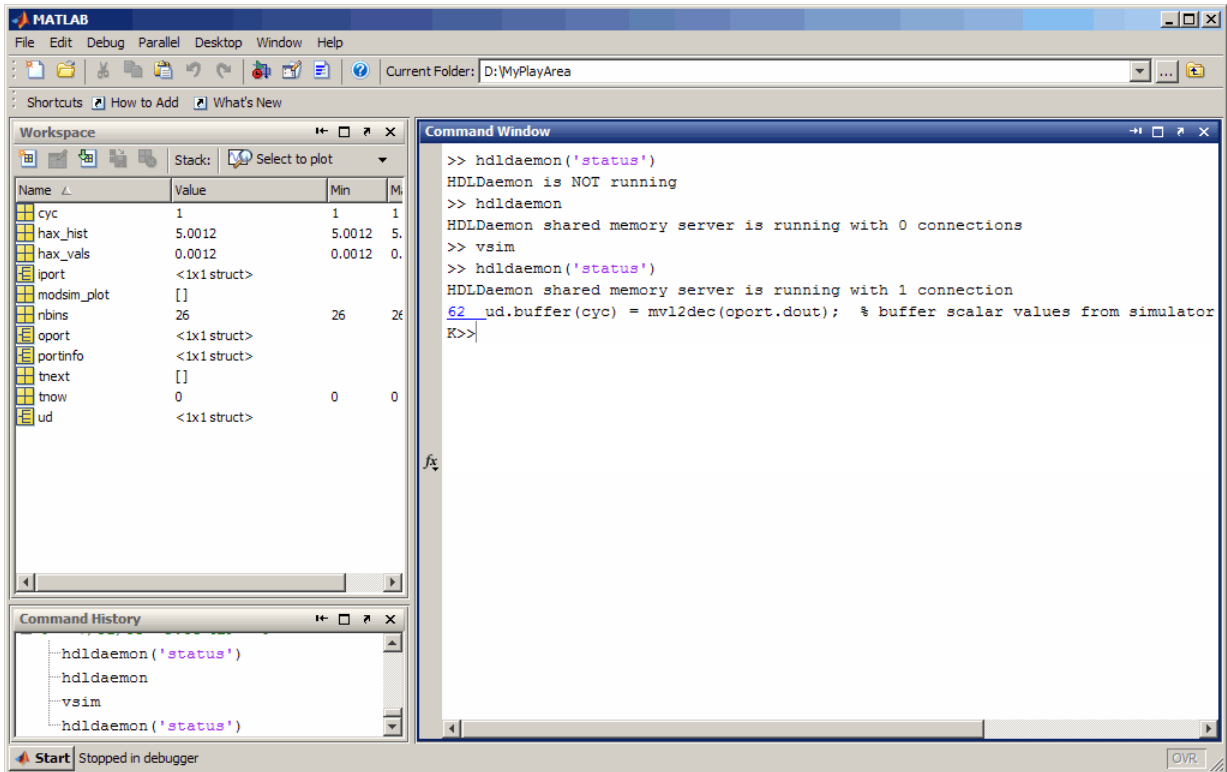 MATLAB
File Edit Debug Parallel Desktop Window Help
Current Folder: D:\MyPlayArea
Shortcuts How to Add What's New
Workspace
Stack: Select to plot
Name Value Min Ma
cyc 1 1 1
hax_hist 5.0012 5.0012 5.
hax_vals 0.0012 0.0012 0.
iport <1x1 struct>
modsim_plot []
nbins 26 26 26
oport <1x1 struct>
portinfo <1x1 struct>
tnext []
tnow 0 0 0
ud <1x1 struct>
Command History
hdldaemon('status')
hdldaemon
vsim
hdldaemon('status')
Command Window
>> hdldaemon('status')
HDLDaemon is NOT running
>> hdldaemon
HDLDaemon shared memory server is running with 0 connections
>> vsim
>> hdldaemon('status')
HDLDaemon shared memory server is running with 1 connection
62 ud.buffer(cyc) = mvl2dec(oport.dout); % buffer scalar values from simulator
K>>
fx
Start Stopped in debugger
OVR